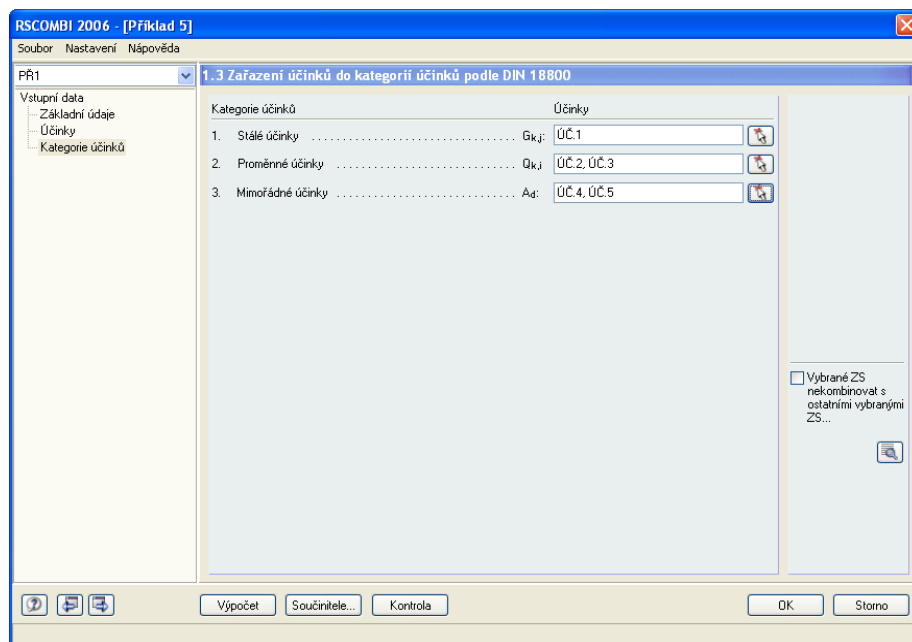 RSCOMBI 2006 - [Příklad 5]
Soubor Nastavení Nápověda
PŘ1
1.3 Zařazení účinků do kategorií účinků podle DIN 18800
Vstupní data
Základní údaje
Účinky
Kategorie účinků
Kategorie účinků Účinky
1. Stálé účinky ................................ Gk,j: ÚČ.1
2. Proměnné účinky ............................ Qk,i ÚČ.2, ÚČ.3
3. Mimořádné účinky ............................ Ad: ÚČ.4, ÚČ.5
Vybrané ZS
nekombinovat s
ostatními vybranými
ZS...
Výpočet Součinitele... Kontrola OK Storno